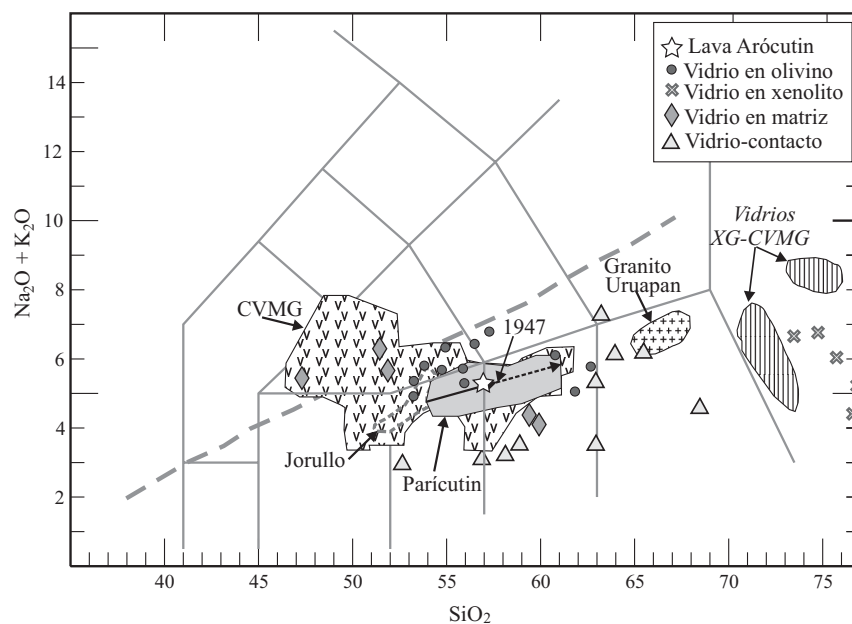 Lava Arócutin
Vidrio en olivino
Vidrio en xenolito
Vidrio en matriz
Vidrio-contacto
14
12
10
8
6
4
2
Na₂O + K₂O
Vidrios
XG-CVMG
Granito
Uruapan
CVMG
1947
Jorullo
Parícutin
40
45
50
55
60
65
70
75
SiO₂